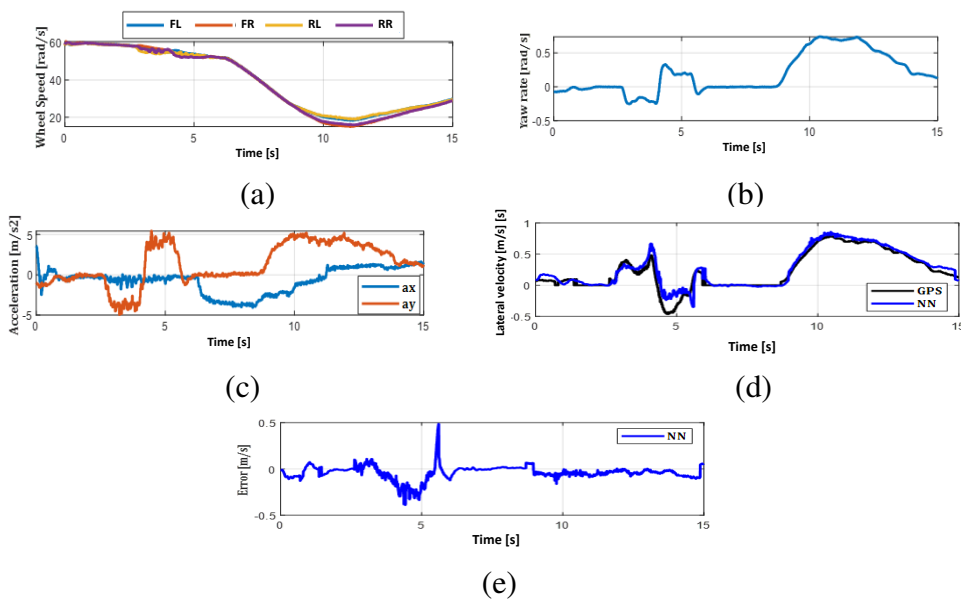 FL FR RL RR
Wheel Speed [rad/s]
60
40
20
0 5 10 15
Time [s]
(a)
Yaw rate [rad/s]
0.5
0
-0.5
0 5 10 15
Time [s]
(b)
Acceleration [m/s2]
5
0
-5
ax
ay
0 5 10 15
Time [s]
(c)
Lateral velocity [m/s] [s]
1
0.5
0
-0.5
GPS
NN
0 5 10 15
Time [s]
(d)
Error [m/s]
0.5
0
-0.5
NN
0 5 10 15
Time [s]
(e)